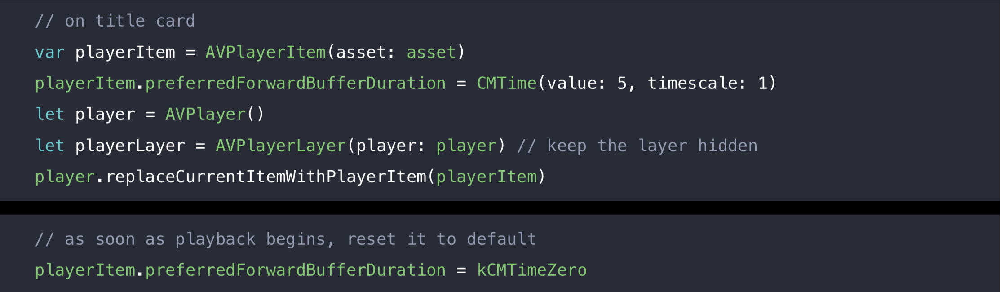 // on title card
var playerItem = AVPlayerItem(asset: asset)
playerItem.preferredForwardBufferDuration = CMTime(value: 5, timescale: 1)
let player = AVPlayer()
let playerLayer = AVPlayerLayer(player: player) // keep the layer hidden
player.replaceCurrentItemWithPlayerItem(playerItem)
// as soon as playback begins, reset it to default
playerItem.preferredForwardBufferDuration = kCMTimeZero